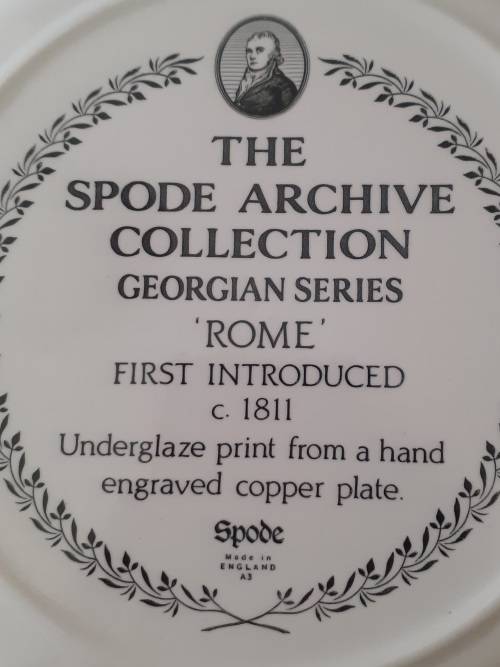 THE
SPODE ARCHIVE
COLLECTION
GEORGIAN SERIES
‘ROME’
FIRST INTRODUCED
c. 1811
Underglaze print from a hand
engraved copper plate.
Spode
Made in
ENGLAND
A3